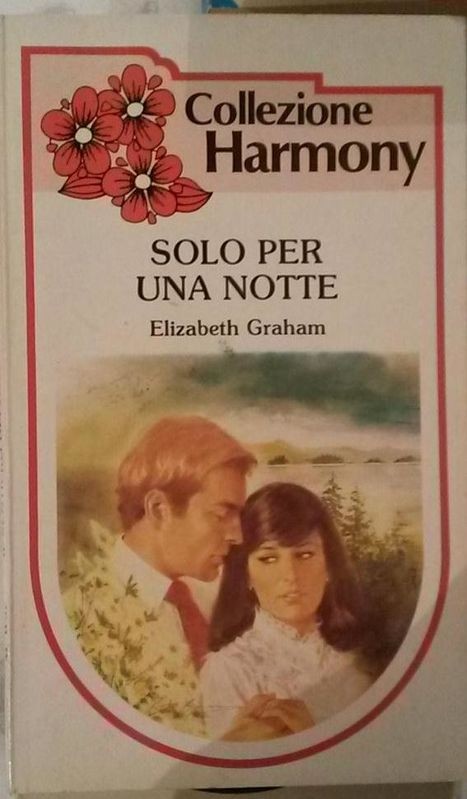 Collezione
Harmony
SOLO PER
UNA NOTTE
Elizabeth Graham